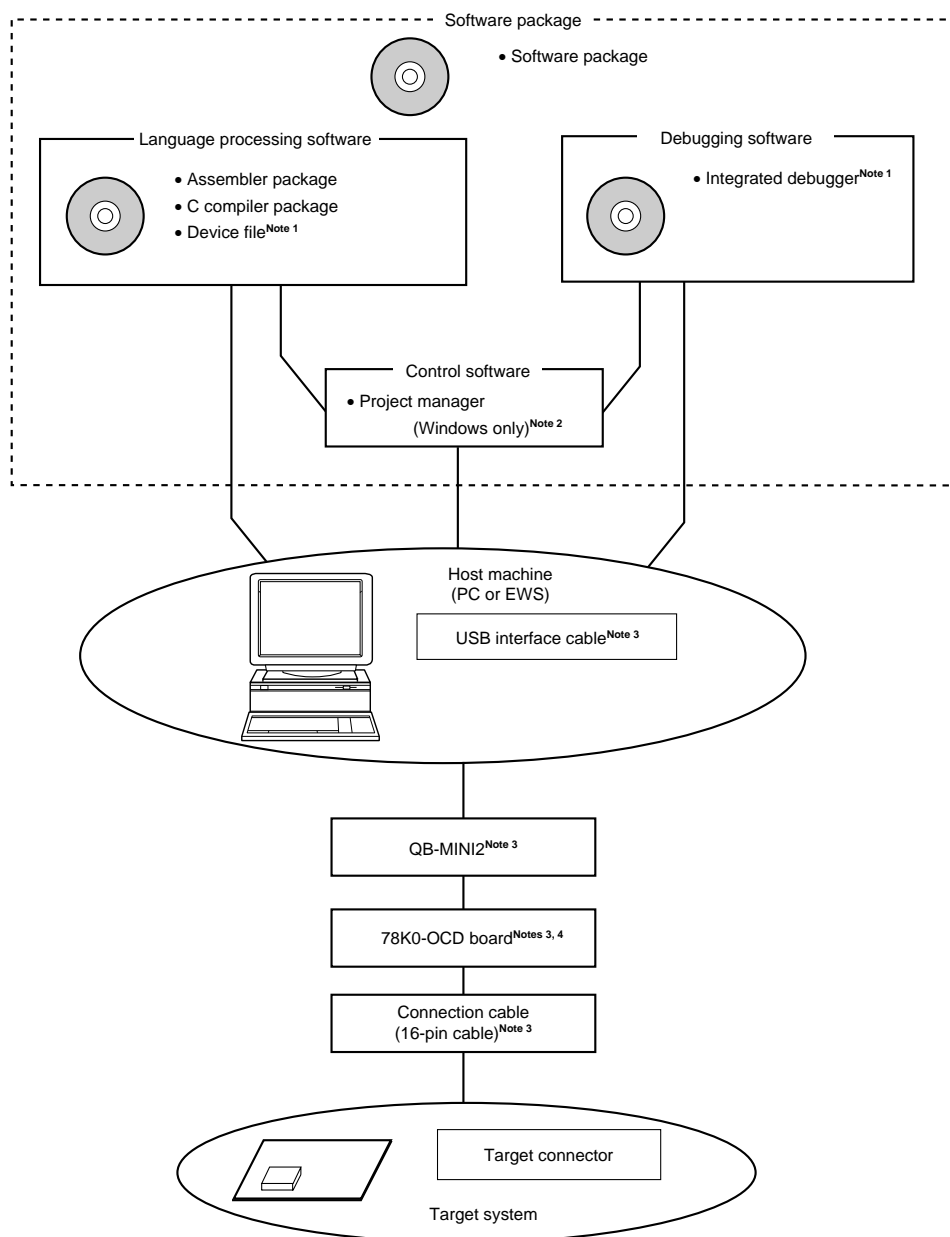 Software package
• Software package
Language processing software
• Assembler package
• C compiler package
• Device fileNote 1
Debugging software
• Integrated debuggerNote 1
Control software
• Project manager
(Windows only)Note 2
Host machine
(PC or EWS)
USB interface cableNote 3
QB-MINI2Note 3
78K0-OCD boardNotes 3, 4
Connection cable
(16-pin cable)Note 3
Target connector
Target system